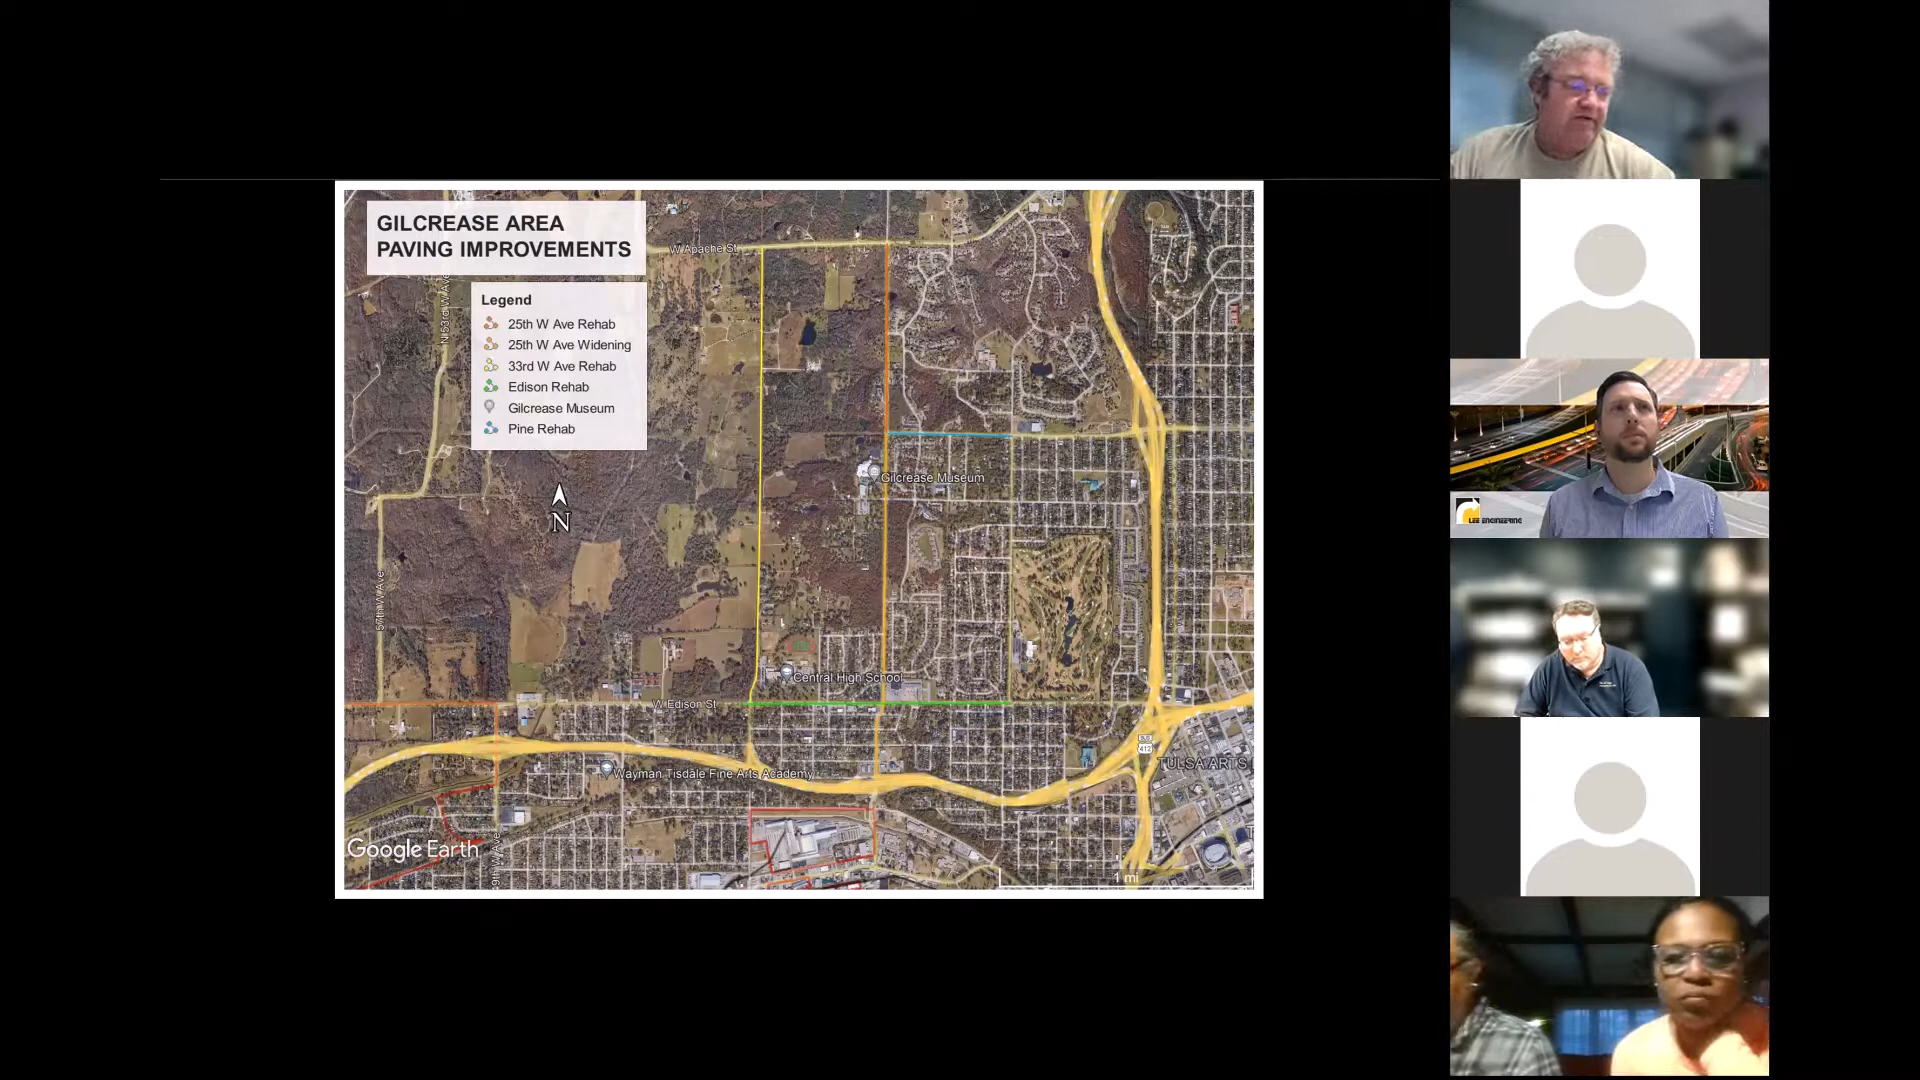 GILCREASE AREA
PAVING IMPROVEMENTS
Legend
25th W Ave Rehab
25th W Ave Widening
33rd W Ave Rehab
Edison Rehab
Gilcrease Museum
Pine Rehab
W Apache St
N 53rd W Ave
N
Gilcrease Museum
57th W Ave
Central High School
W Edison St
412
TULSA ARTS
Wayman Tisdale Fine Arts Academy
Google Earth
1 mi
LEE ENGINEERING